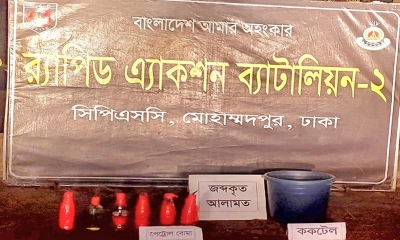 বাংলাদেশ আমার অহংকার
র‍্যাপিড এ্যাকশন ব্যাটালিয়ন-২
সিপিএসসি, মোহাম্মদপুর, ঢাকা
জব্দকৃত
আলামত
পেট্রোল বোমা
ককটেল